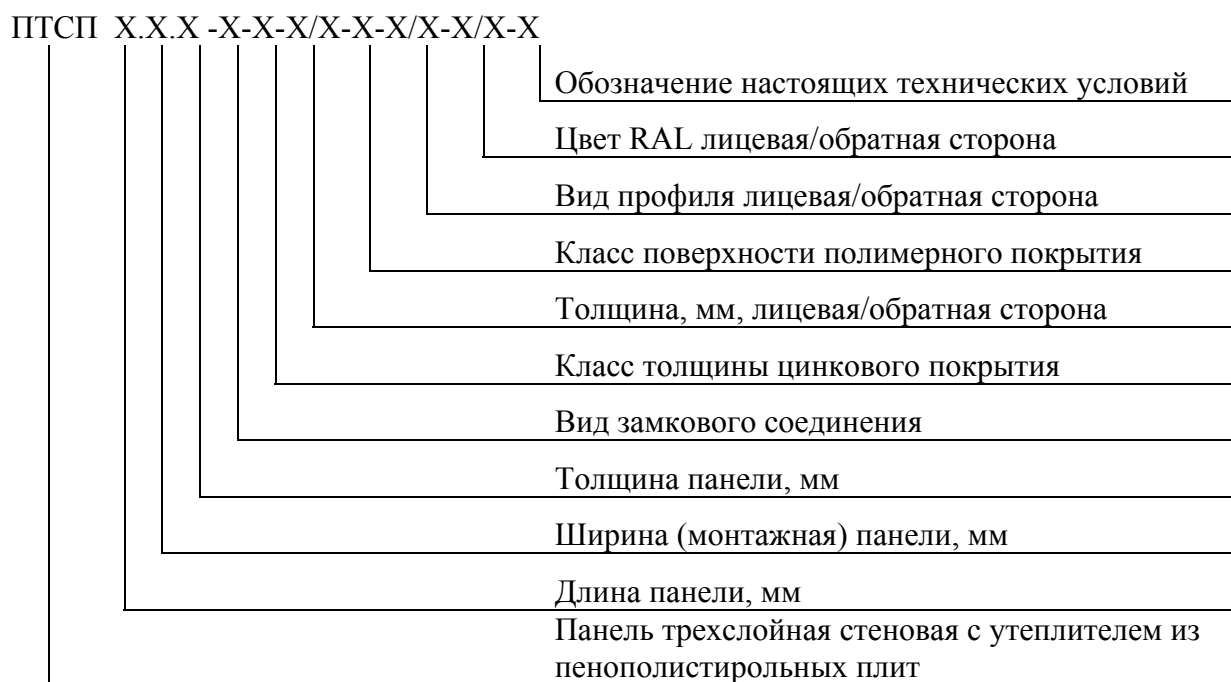 ПТСП Х.Х.Х -Х-Х-Х/Х-Х-Х/Х-Х/Х-Х
Обозначение настоящих технических условий
Цвет RAL лицевая/обратная сторона
Вид профиля лицевая/обратная сторона
Класс поверхности полимерного покрытия
Толщина, мм, лицевая/обратная сторона
Класс толщины цинкового покрытия
Вид замкового соединения
Толщина панели, мм
Ширина (монтажная) панели, мм
Длина панели, мм
Панель трехслойная стеновая с утеплителем из
пенополистирольных плит